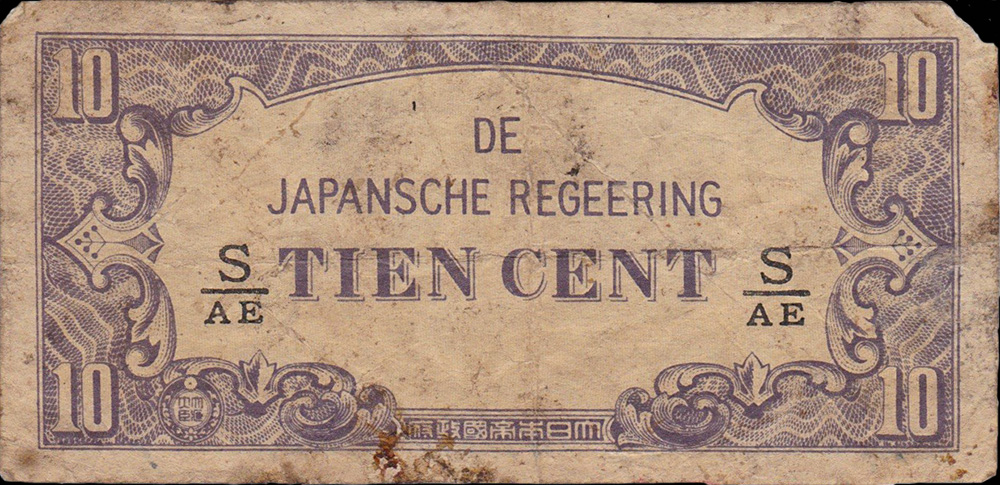 10 10
DE
JAPANSCHE REGEERING
S TIEN CENT S
AE AE
10 10
大日本帝國政府